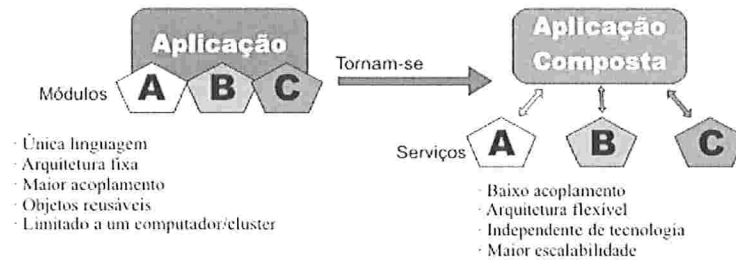 Aplicação
Módulos
A
B
C
· Única linguagem
· Arquitetura fixa
· Maior acoplamento
· Objetos reusáveis
· Limitado a um computador/cluster
Tornam-se
Aplicação
Composta
Serviços
A
B
C
· Baixo acoplamento
· Arquitetura flexível
· Independente de tecnologia
· Maior escalabilidade